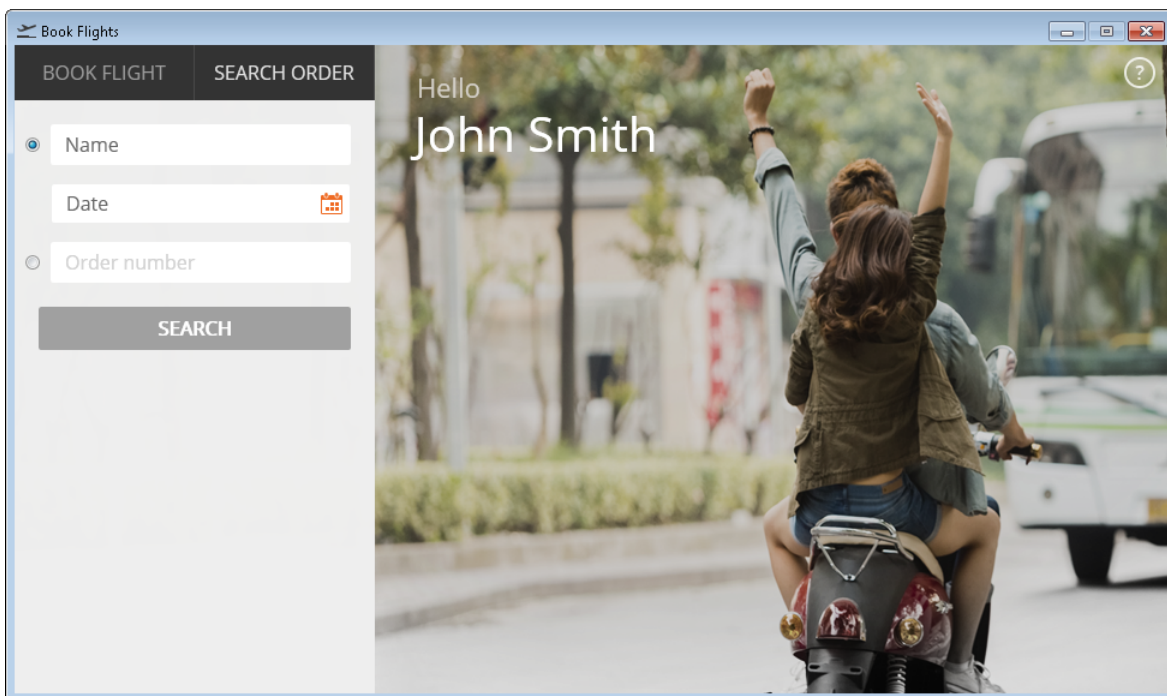 Book Flights
BOOK FLIGHT
SEARCH ORDER
Name
Date
Order number
SEARCH
Hello
John Smith
?